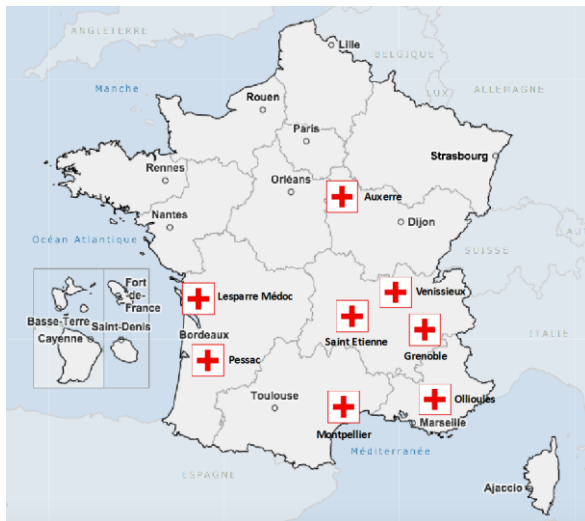 ANGLETERRE
Lille
BELGIQUE
Manche
LUX
ALLEMAGNE
Rouen
Paris
Strasbourg
Rennes
Orléans
Auxerre
Nantes
Dijon
Océan Atlantique
SUISSE
Fort-
de-
France
Basse-Terre
Saint-Denis
Cayenne
Lesparre Médoc
Venissieux
Bordeaux
Saint Etienne
ITALIE
Pessac
Grenoble
Toulouse
Ollioules
Montpellier
Marseille
Méditerranée
ESPAGNE
Ajaccio